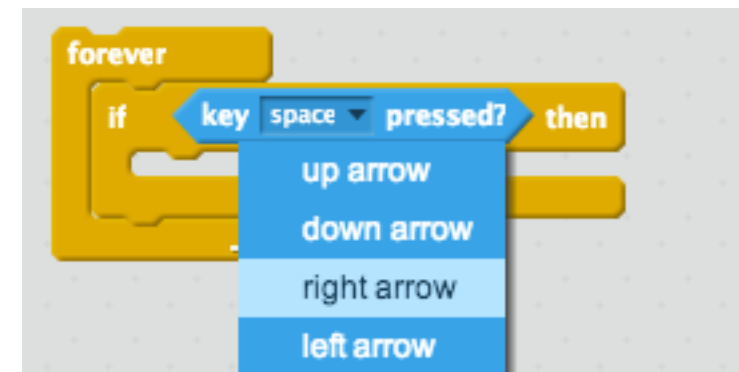 forever
if key space pressed? then
up arrow
down arrow
right arrow
left arrow